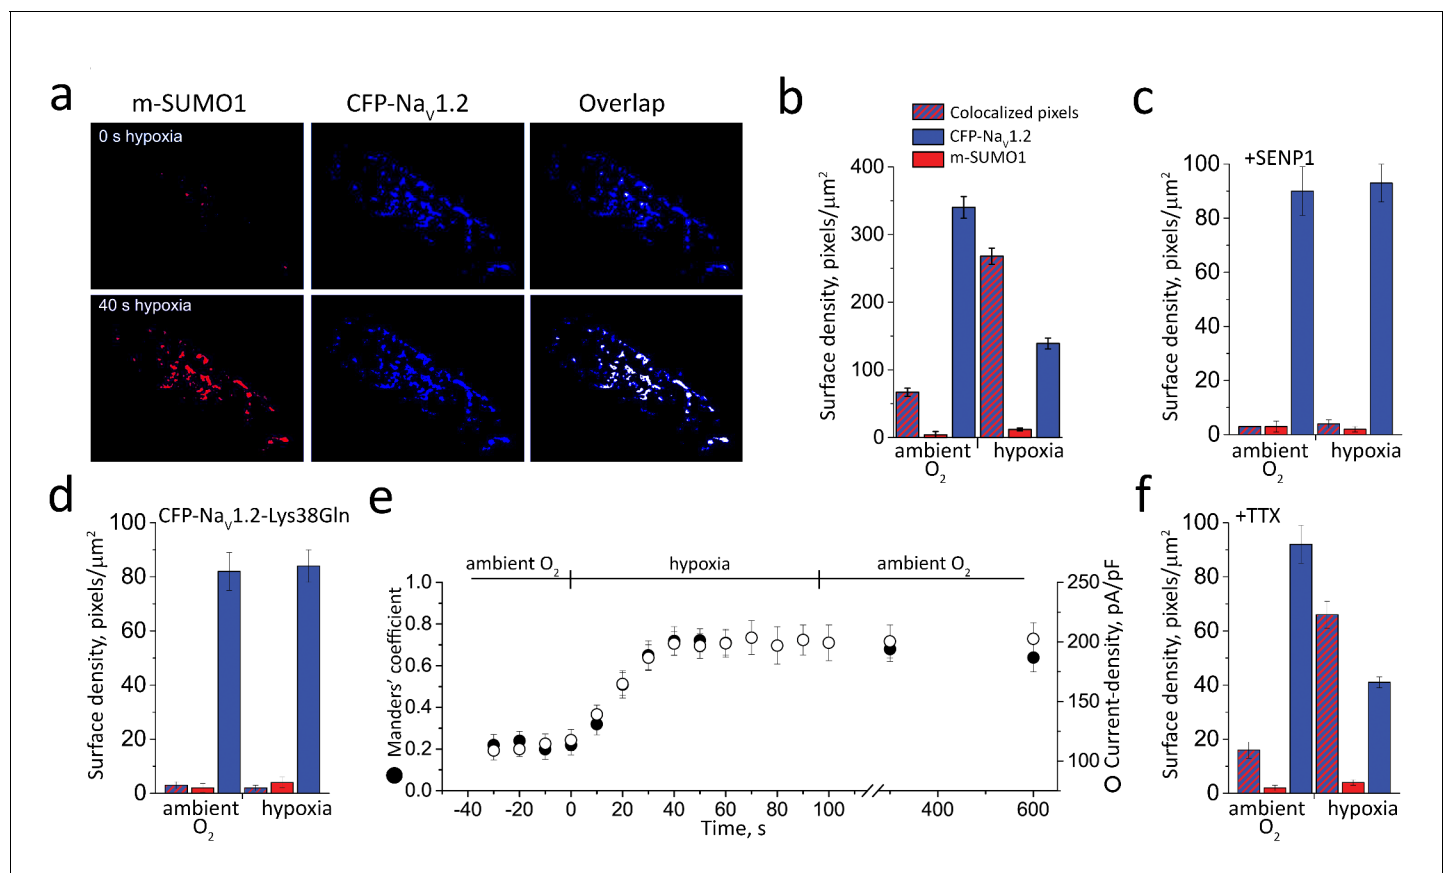 a
m-SUMO1
CFP-NaV1.2
Overlap
0 s hypoxia
40 s hypoxia
b
Colocalized pixels
CFP-NaV1.2
m-SUMO1
Surface density, pixels/μm2
400
300
200
100
0
ambient O2
hypoxia
c
+SENP1
Surface density, pixels/μm2
100
80
60
40
20
0
ambient O2
hypoxia
d
CFP-NaV1.2-Lys38Gln
Surface density, pixels/μm2
100
80
60
40
20
0
ambient O2
hypoxia
e
ambient O2
hypoxia
ambient O2
Manders' coefficient
1.0
0.8
0.6
0.4
0.2
0.0
-40 -20 0 20 40 60 80 100 400 600
Time, s
250
200
150
100
Current-density, pA/pF
f
+TTX
Surface density, pixels/μm2
100
80
60
40
20
0
ambient O2
hypoxia